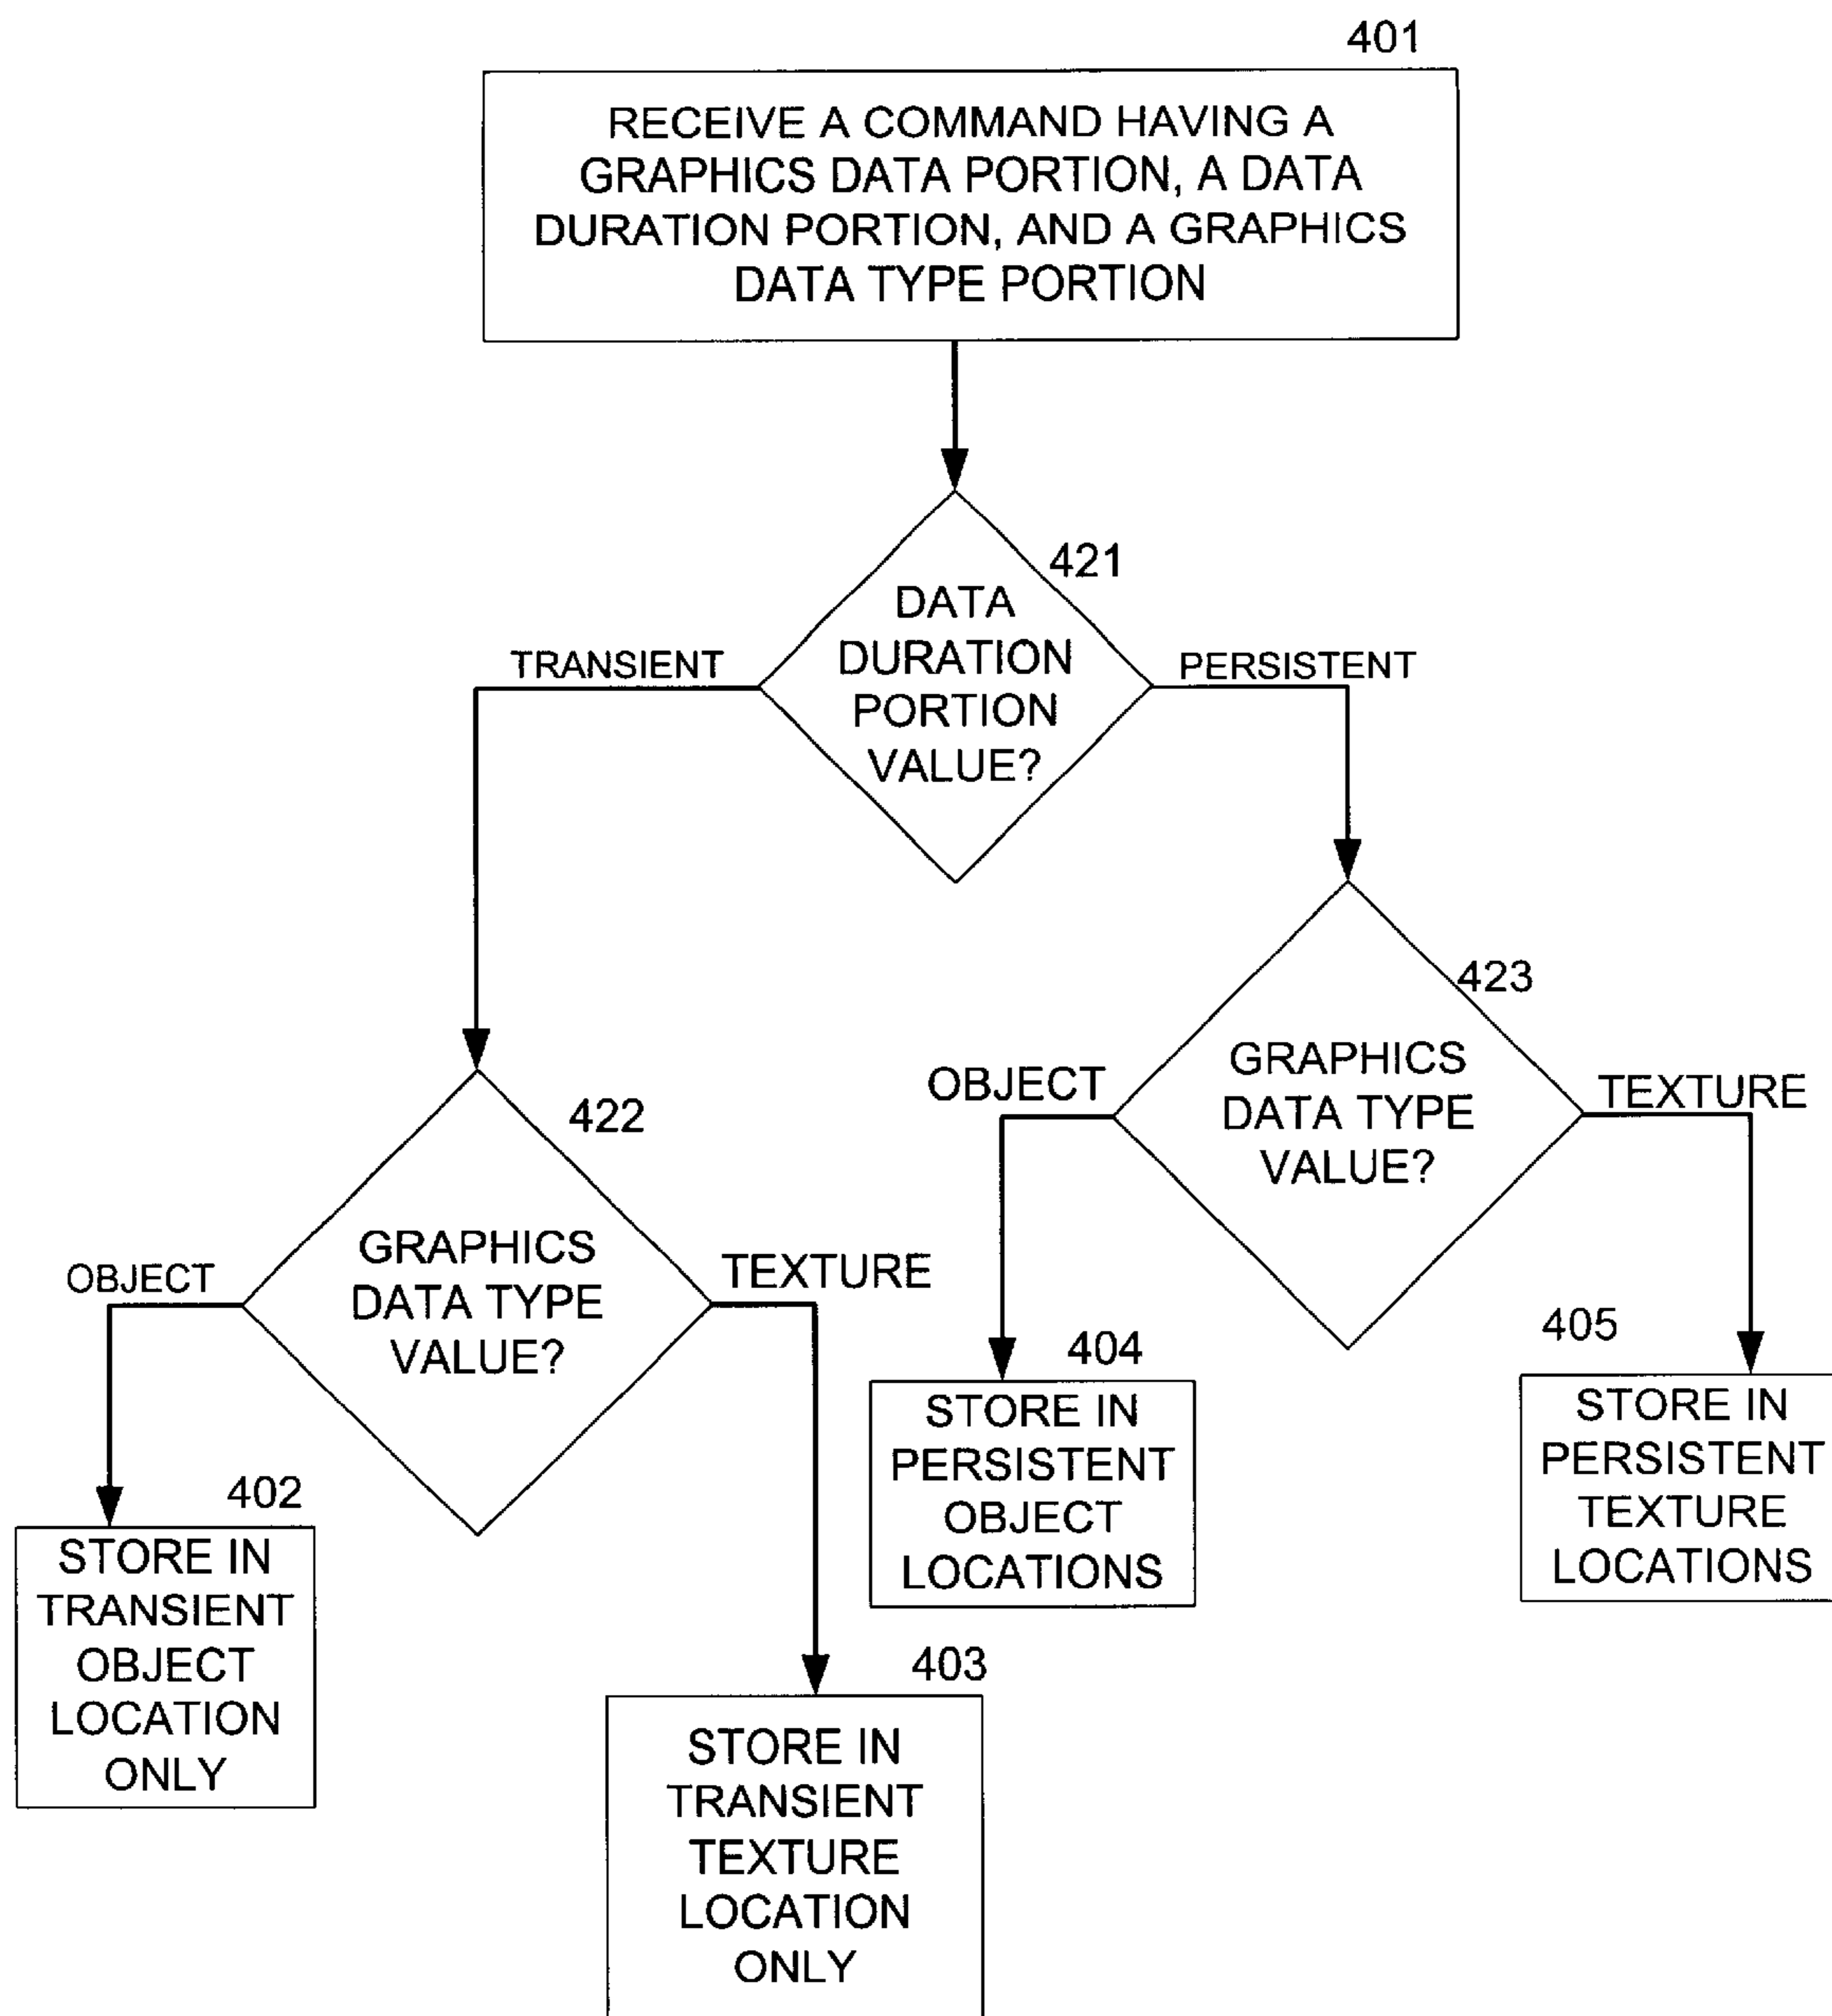 401
RECEIVE A COMMAND HAVING A
GRAPHICS DATA PORTION, A DATA
DURATION PORTION, AND A GRAPHICS
DATA TYPE PORTION
421
DATA
DURATION
PORTION
VALUE?
TRANSIENT
PERSISTENT
423
GRAPHICS
DATA TYPE
VALUE?
OBJECT
TEXTURE
422
GRAPHICS
DATA TYPE
VALUE?
OBJECT
TEXTURE
404
STORE IN
PERSISTENT
OBJECT
LOCATIONS
405
STORE IN
PERSISTENT
TEXTURE
LOCATIONS
402
STORE IN
TRANSIENT
OBJECT
LOCATION
ONLY
403
STORE IN
TRANSIENT
TEXTURE
LOCATION
ONLY